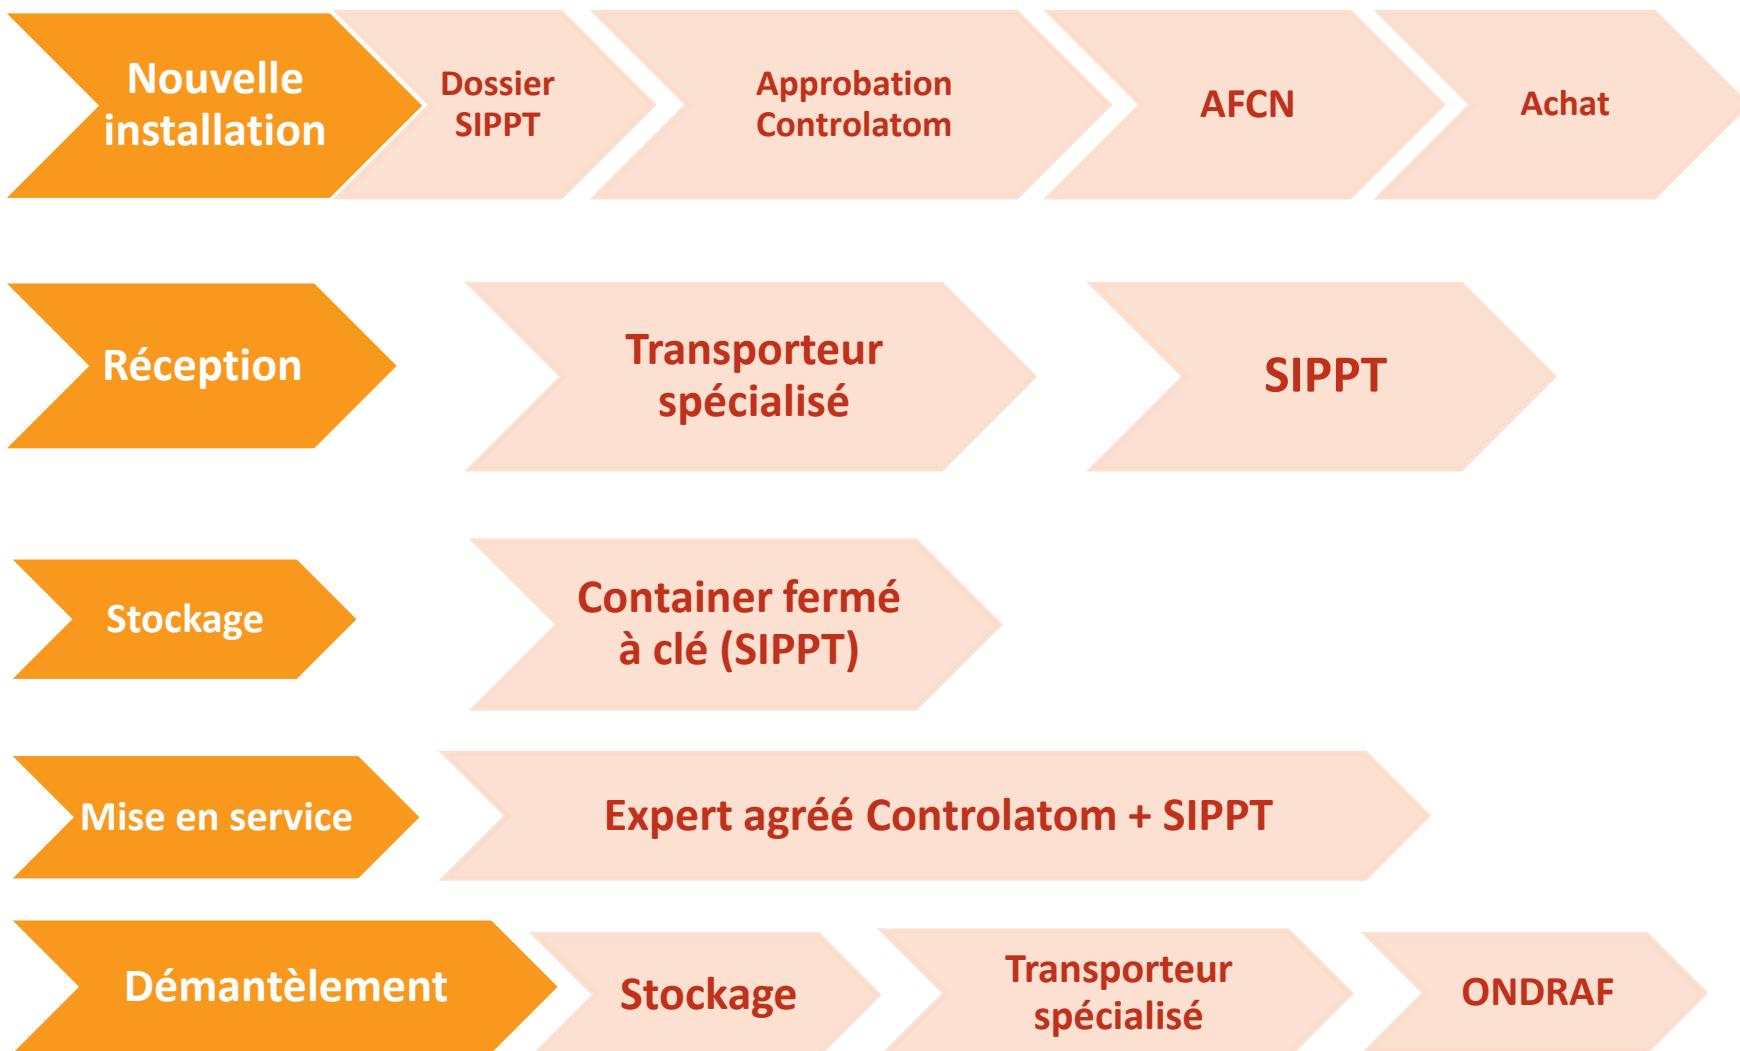 Nouvelle
installation
Dossier
SIPPT
Approbation
Controlatom
AFCN
Achat
Réception
Transporteur
spécialisé
SIPPT
Stockage
Container fermé
à clé (SIPPT)
Mise en service
Expert agréé Controlatom + SIPPT
Démantèlement
Stockage
Transporteur
spécialisé
ONDRAF